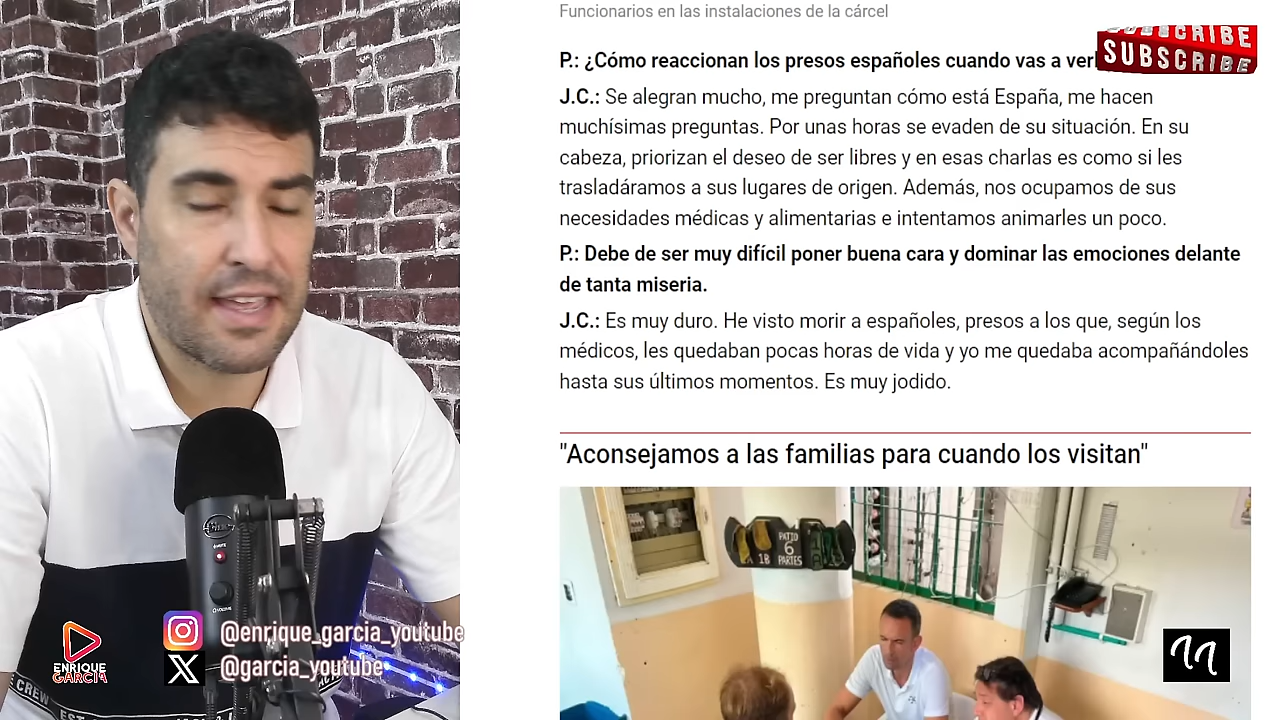 Funcionarios en las instalaciones de la cárcel
SUBSCRIBE
SUBSCRIBE
P.: ¿Cómo reaccionan los presos españoles cuando vas a
J.C.: Se alegran mucho, me preguntan cómo está España, me hacen
muchísimas preguntas. Por unas horas se evaden de su situación. En su
cabeza, priorizan el deseo de ser libres y en esas charlas es como si les
trasladáramos a sus lugares de origen. Además, nos ocupamos de sus
necesidades médicas y alimentarias e intentamos animarles un poco.
P.: Debe de ser muy difícil poner buena cara y dominar las emociones delante
de tanta miseria.
J.C.: Es muy duro. He visto morir a españoles, presos a los que, según los
médicos, les quedaban pocas horas de vida y yo me quedaba acompañándoles
hasta sus últimos momentos. Es muy jodido.
"Aconsejamos a las familias para cuando los visitan"
PATIO
6
PARTES
1B
@enrique_garcia_youtube
@garcia_youtube
ENRIQUE
GARCIA
CREW